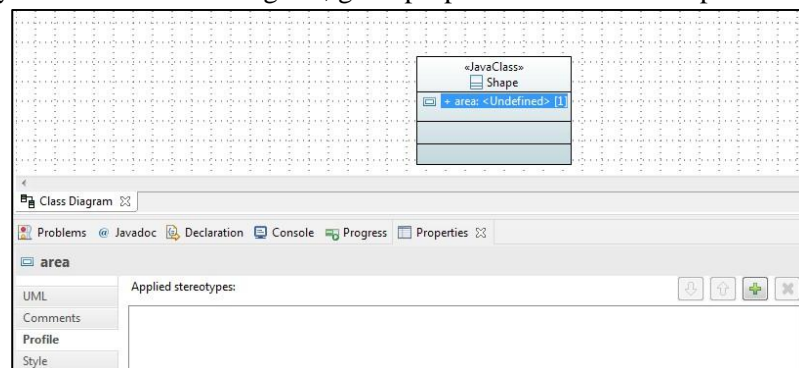 «JavaClass»
Shape
+ area: <Undefined> [1]
Class Diagram
Problems @ Javadoc Declaration Console Progress Properties
area
UML
Applied stereotypes:
Comments
Profile
Style